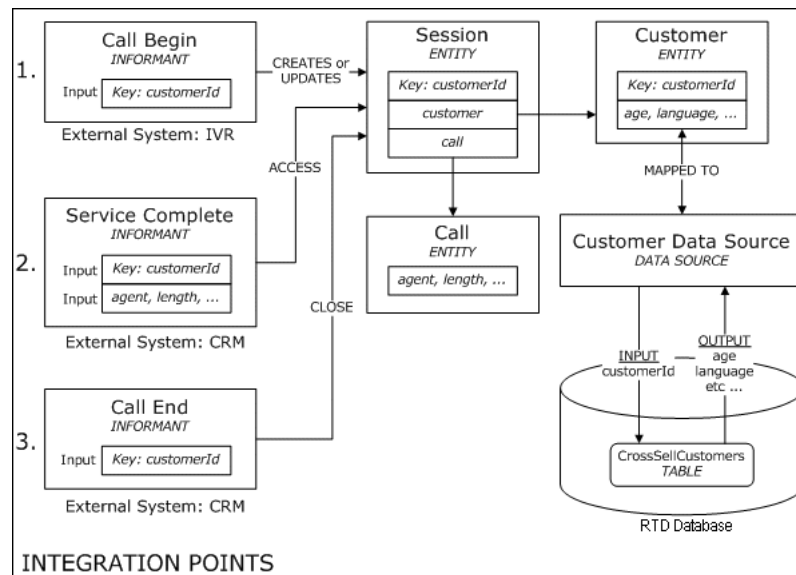 1.
Call Begin
INFORMANT
Input
Key: customerId
External System: IVR
CREATES or
UPDATES
Session
ENTITY
Key: customerId
customer
call
Customer
ENTITY
Key: customerId
age, language, ...
ACCESS
MAPPED TO
2.
Service Complete
INFORMANT
Input
Key: customerId
Input
agent, length, ...
External System: CRM
Call
ENTITY
agent, length, ...
Customer Data Source
DATA SOURCE
CLOSE
INPUT
customerId
OUTPUT
age
language
etc ...
3.
Call End
INFORMANT
Input
Key: customerId
External System: CRM
CrossSellCustomers
TABLE
RTD Database
INTEGRATION POINTS